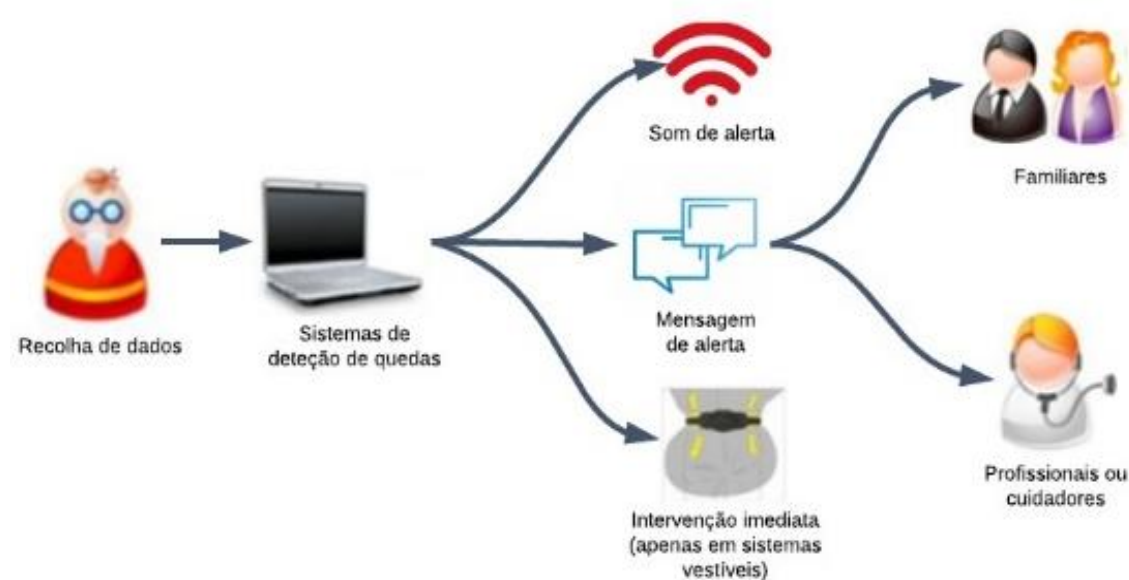 Som de alerta
Familiares
Recolha de dados
Sistemas de
deteção de quedas
Mensagem
de alerta
Intervenção imediata
(apenas em sistemas
vestíveis)
Profissionais ou
cuidadores